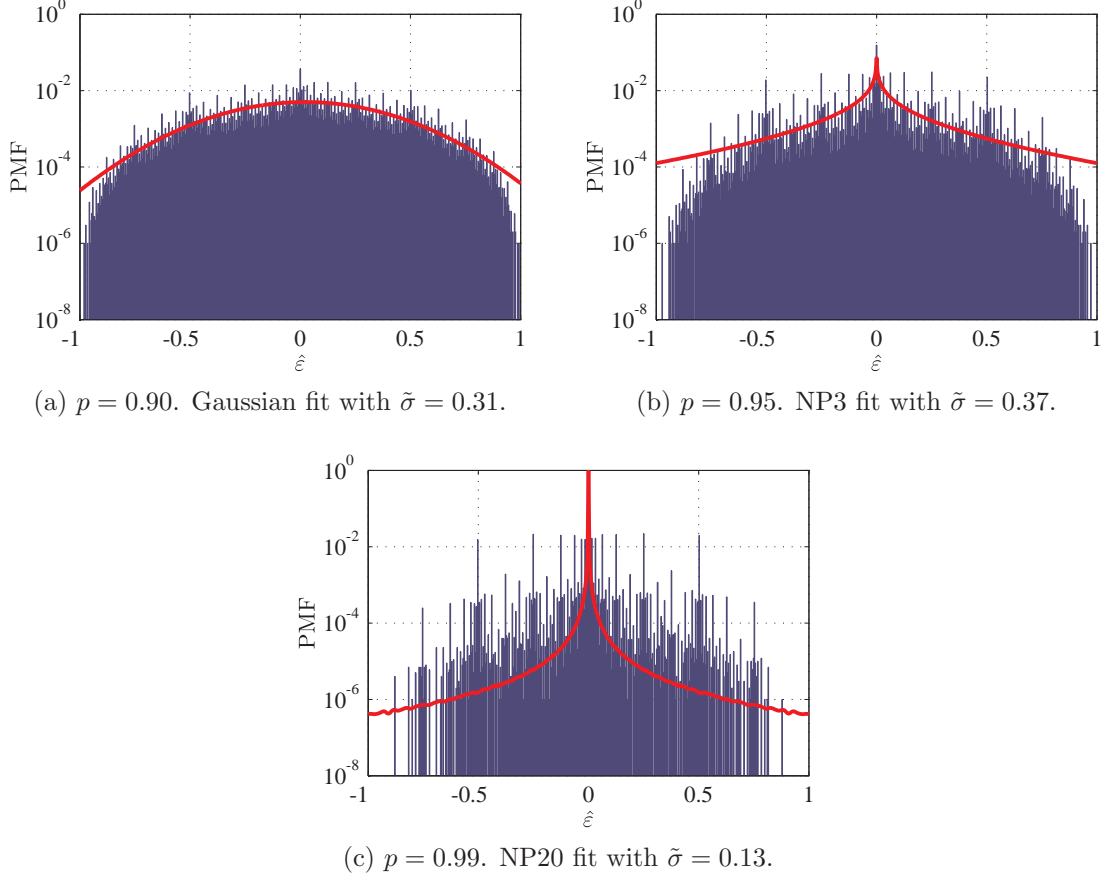 10^0
10^-2
10^-4
10^-6
10^-8
PMF
-1 -0.5 0 0.5 1
ε̂
(a) p = 0.90. Gaussian fit with σ̃ = 0.31.
10^0
10^-2
10^-4
10^-6
10^-8
PMF
-1 -0.5 0 0.5 1
ε̂
(b) p = 0.95. NP3 fit with σ̃ = 0.37.
10^0
10^-2
10^-4
10^-6
10^-8
PMF
-1 -0.5 0 0.5 1
ε̂
(c) p = 0.99. NP20 fit with σ̃ = 0.13.